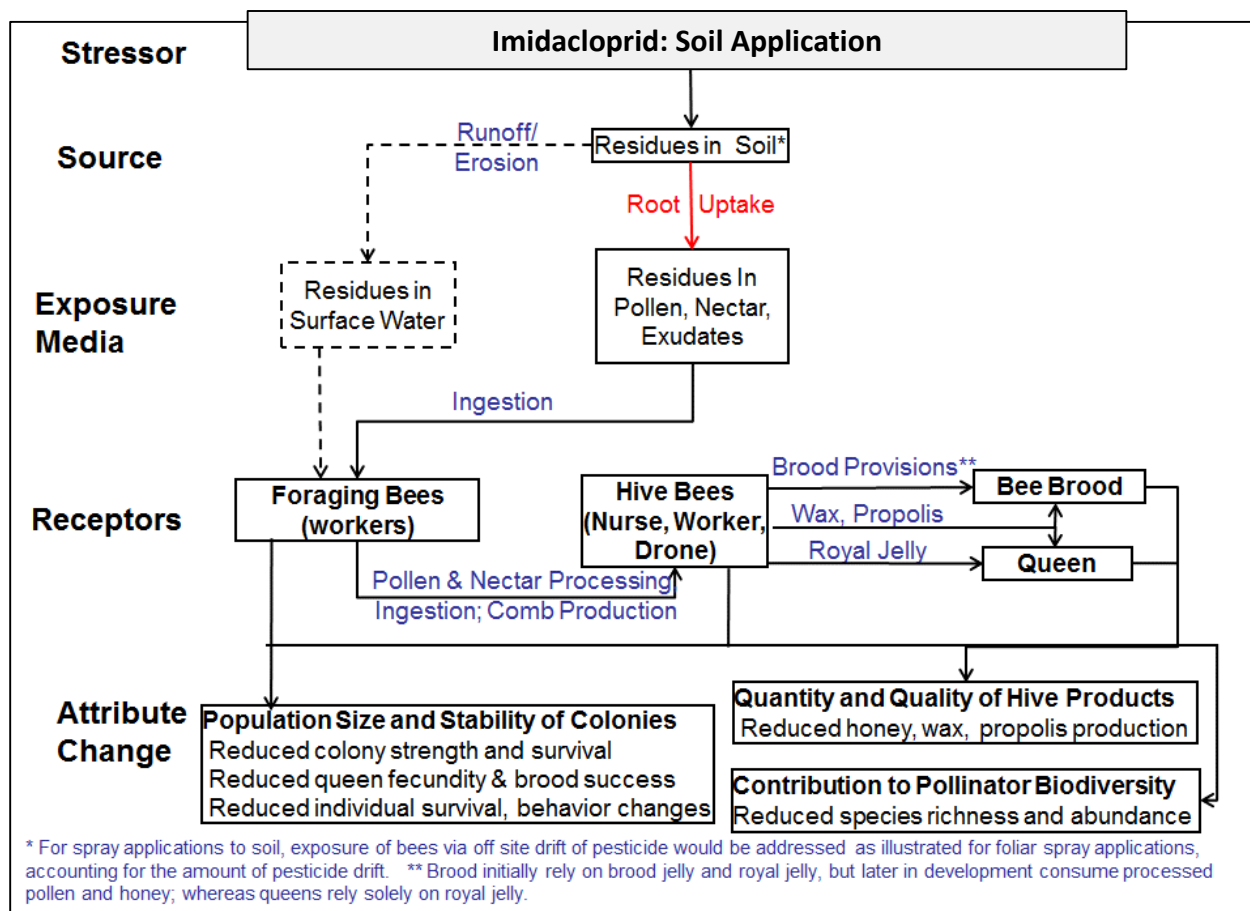 Stressor
Imidacloprid: Soil Application
Source
Runoff/
Erosion
Residues in Soil*
Root Uptake
Exposure
Media
Residues in
Surface Water
Residues In
Pollen, Nectar,
Exudates
Ingestion
Receptors
Foraging Bees
(workers)
Hive Bees
(Nurse, Worker,
Drone)
Brood Provisions**
Wax, Propolis
Royal Jelly
Bee Brood
Queen
Pollen & Nectar Processing
Ingestion; Comb Production
Attribute
Change
Population Size and Stability of Colonies
Reduced colony strength and survival
Reduced queen fecundity & brood success
Reduced individual survival, behavior changes
Quantity and Quality of Hive Products
Reduced honey, wax, propolis production
Contribution to Pollinator Biodiversity
Reduced species richness and abundance
* For spray applications to soil, exposure of bees via off site drift of pesticide would be addressed as illustrated for foliar spray applications,
accounting for the amount of pesticide drift. ** Brood initially rely on brood jelly and royal jelly, but later in development consume processed
pollen and honey; whereas queens rely solely on royal jelly.